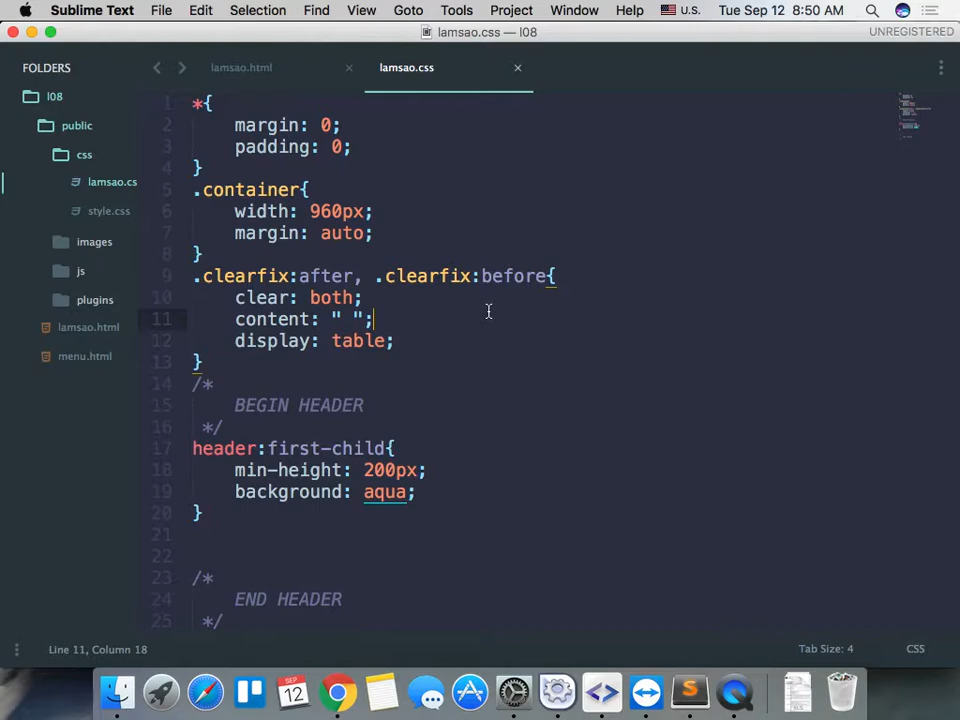 Sublime Text File Edit Selection Find View Goto Tools Project Window Help U.S. Tue Sep 12 8:50 AM
lamsao.css — l08 UNREGISTERED
FOLDERS
l08
public
css
lamsao.cs
style.css
images
js
plugins
lamsao.html
menu.html
lamsao.html × lamsao.css ×
1 *{
2 margin: 0;
3 padding: 0;
4 }
5 .container{
6 width: 960px;
7 margin: auto;
8 }
9 .clearfix:after, .clearfix:before{
10 clear: both;
11 content: " ";
12 display: table;
13 }
14 /*
15 BEGIN HEADER
16 */
17 header:first-child{
18 min-height: 200px;
19 background: aqua;
20 }
21
22
23 /*
24 END HEADER
25 */
Line 11, Column 18 Tab Size: 4 CSS
SEP
12